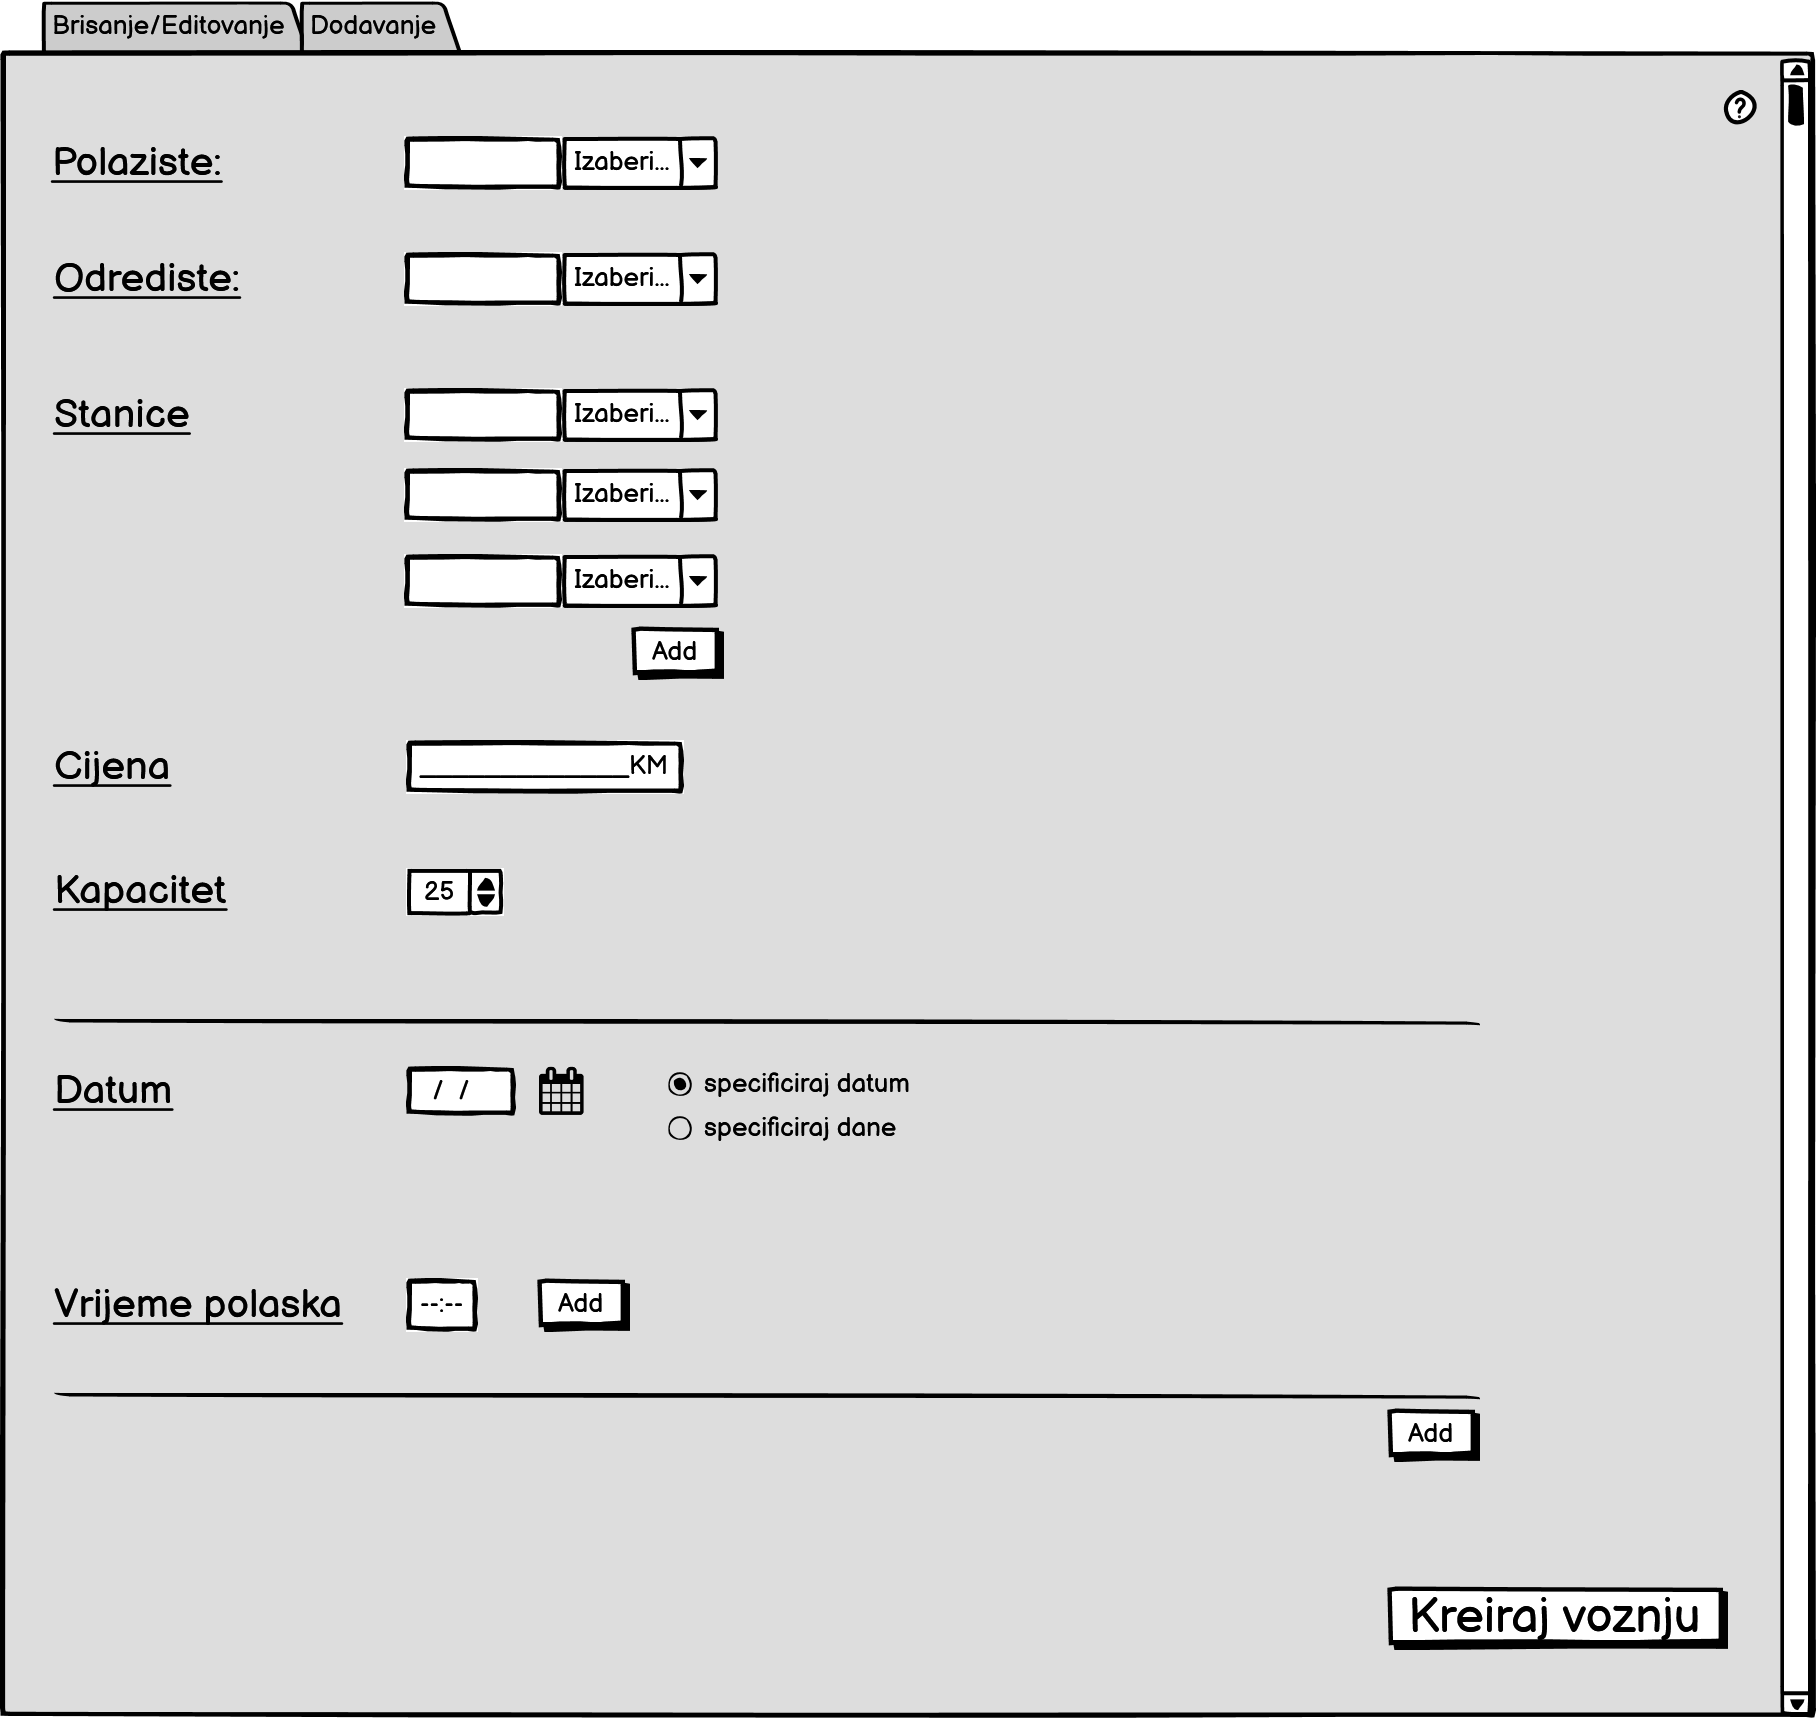 Brisanje/Editovanje Dodavanje
?
Polaziste: Izaberi...
Odrediste: Izaberi...
Stanice Izaberi...
Izaberi...
Izaberi...
Add
Cijena _______________KM
Kapacitet 25
Datum / / specificiraj datum
specificiraj dane
Vrijeme polaska --:-- Add
Add
Kreiraj voznju